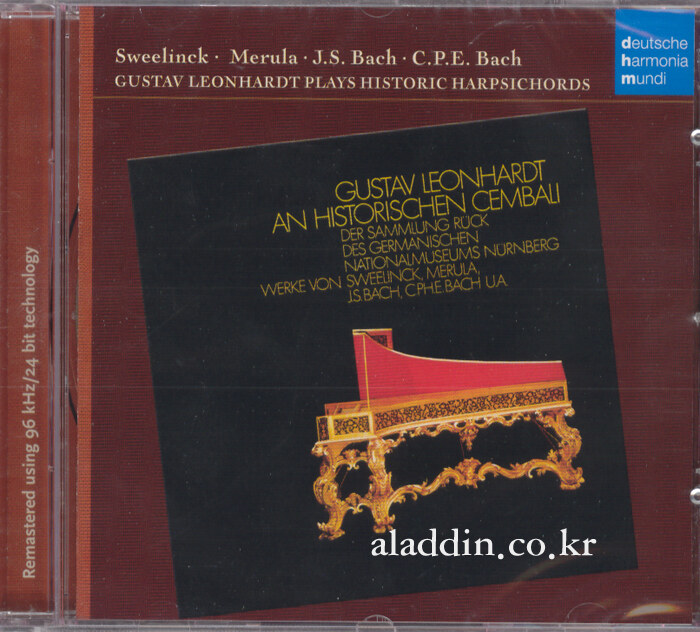 Sweelinck · Merula · J.S. Bach · C.P.E. Bach
GUSTAV LEONHARDT PLAYS HISTORIC HARPSICHORDS
deutsche
harmonia
mundi
GUSTAV LEONHARDT
AN HISTORISCHEN CEMBALI
DER SAMMLUNG RÜCK
DES GERMANISCHEN
NATIONALMUSEUMS NÜRNBERG
WERKE VON SWEELINCK, MERULA,
J.S. BACH, C.PH.E. BACH U.A.
Remastered using 96 kHz/24 bit technology
aladdin.co.kr